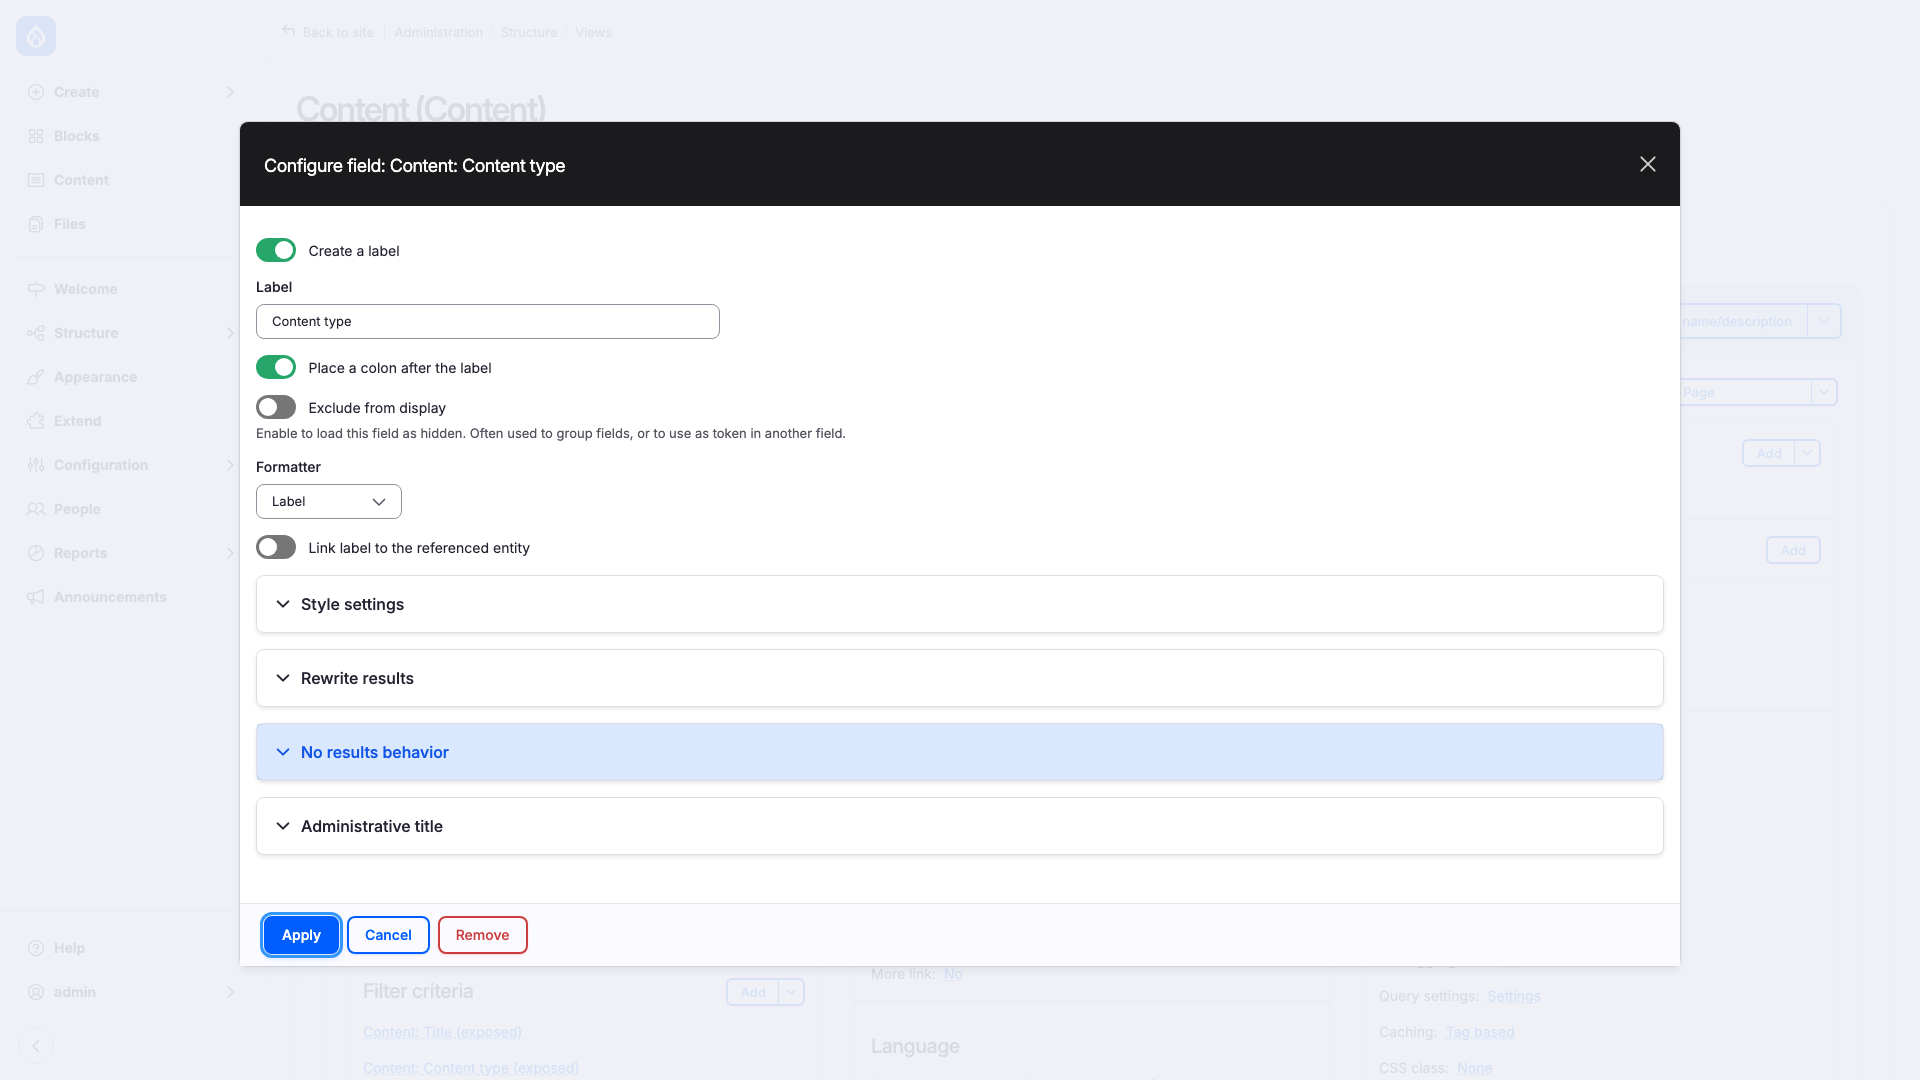 Back to site
Administration
Structure
Views
Create
Blocks
Content
Files
Welcome
Structure
Appearance
Extend
Configuration
People
Reports
Announcements
Help
admin
Content (Content)
Configure field: Content: Content type
Create a label
Label
Content type
Place a colon after the label
Exclude from display
Enable to load this field as hidden. Often used to group fields, or to use as token in another field.
Formatter
Label
Link label to the referenced entity
Style settings
Rewrite results
No results behavior
Administrative title
Apply
Cancel
Remove
name/description
Page
Add
Add
Filter criteria
Add
Content: Title (exposed)
Content: Content type (exposed)
More link: No
Language
Query settings: Settings
Caching: Tag based
CSS class: None